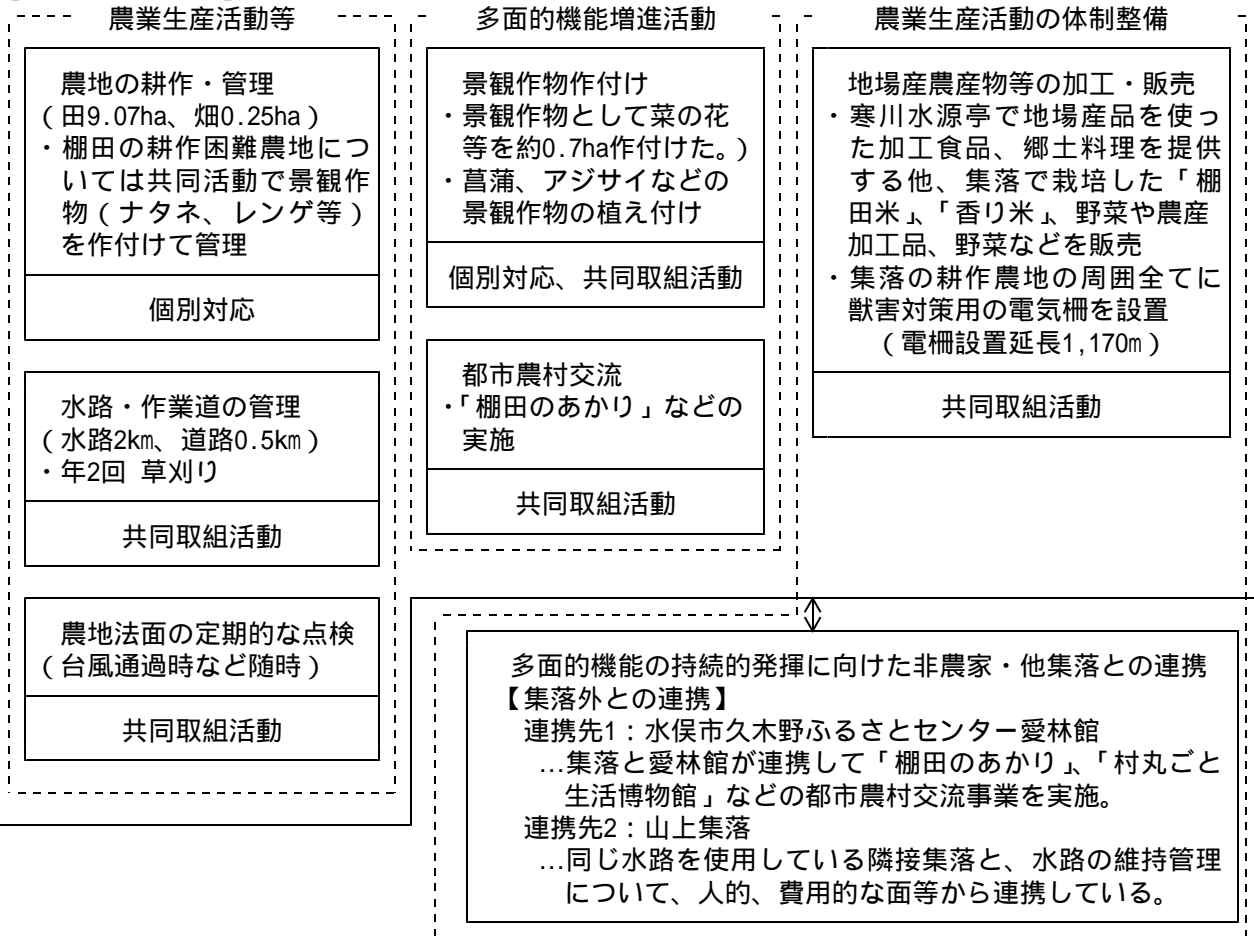 農業生産活動等
農地の耕作・管理
(田9.07ha、畑0.25ha)
・棚田の耕作困難農地につ
いては共同活動で景観作
物(ナタネ、レンゲ等)
を作付けて管理
個別対応
水路・作業道の管理
(水路2km、道路0.5km)
・年2回 草刈り
共同取組活動
農地法面の定期的な点検
(台風通過時など随時)
共同取組活動
多面的機能増進活動
景観作物作付け
・景観作物として菜の花
等を約0.7ha作付けた。)
・菖蒲、アジサイなどの
景観作物の植え付け
個別対応、共同取組活動
都市農村交流
・「棚田のあかり」などの
実施
共同取組活動
農業生産活動の体制整備
地場産農産物等の加工・販売
・寒川水源亭で地場産品を使っ
た加工食品、郷土料理を提供
する他、集落で栽培した「棚
田米」、「香り米」、野菜や農産
加工品、野菜などを販売
・集落の耕作農地の周囲全てに
獣害対策用の電気柵を設置
(電柵設置延長1,170m)
共同取組活動
多面的機能の持続的発揮に向けた非農家・他集落との連携
【集落外との連携】
連携先1:水俣市久木野ふるさとセンター愛林館
…集落と愛林館が連携して「棚田のあかり」、「村丸ごと
生活博物館」などの都市農村交流事業を実施。
連携先2:山上集落
…同じ水路を使用している隣接集落と、水路の維持管理
について、人的、費用的な面等から連携している。